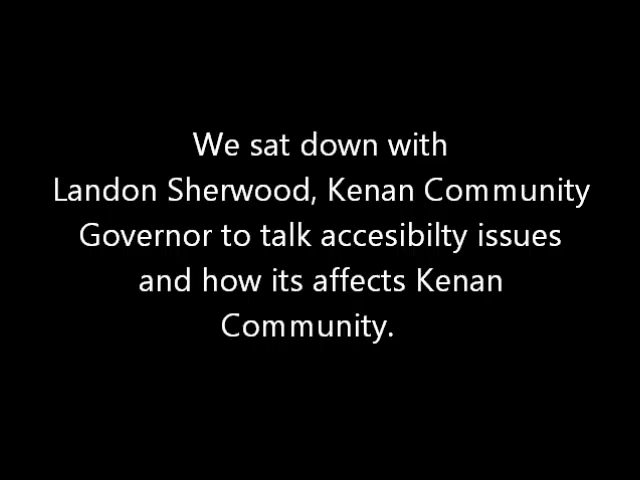 We sat down with
Landon Sherwood, Kenan Community
Governor to talk accesibilty issues
and how its affects Kenan
Community.